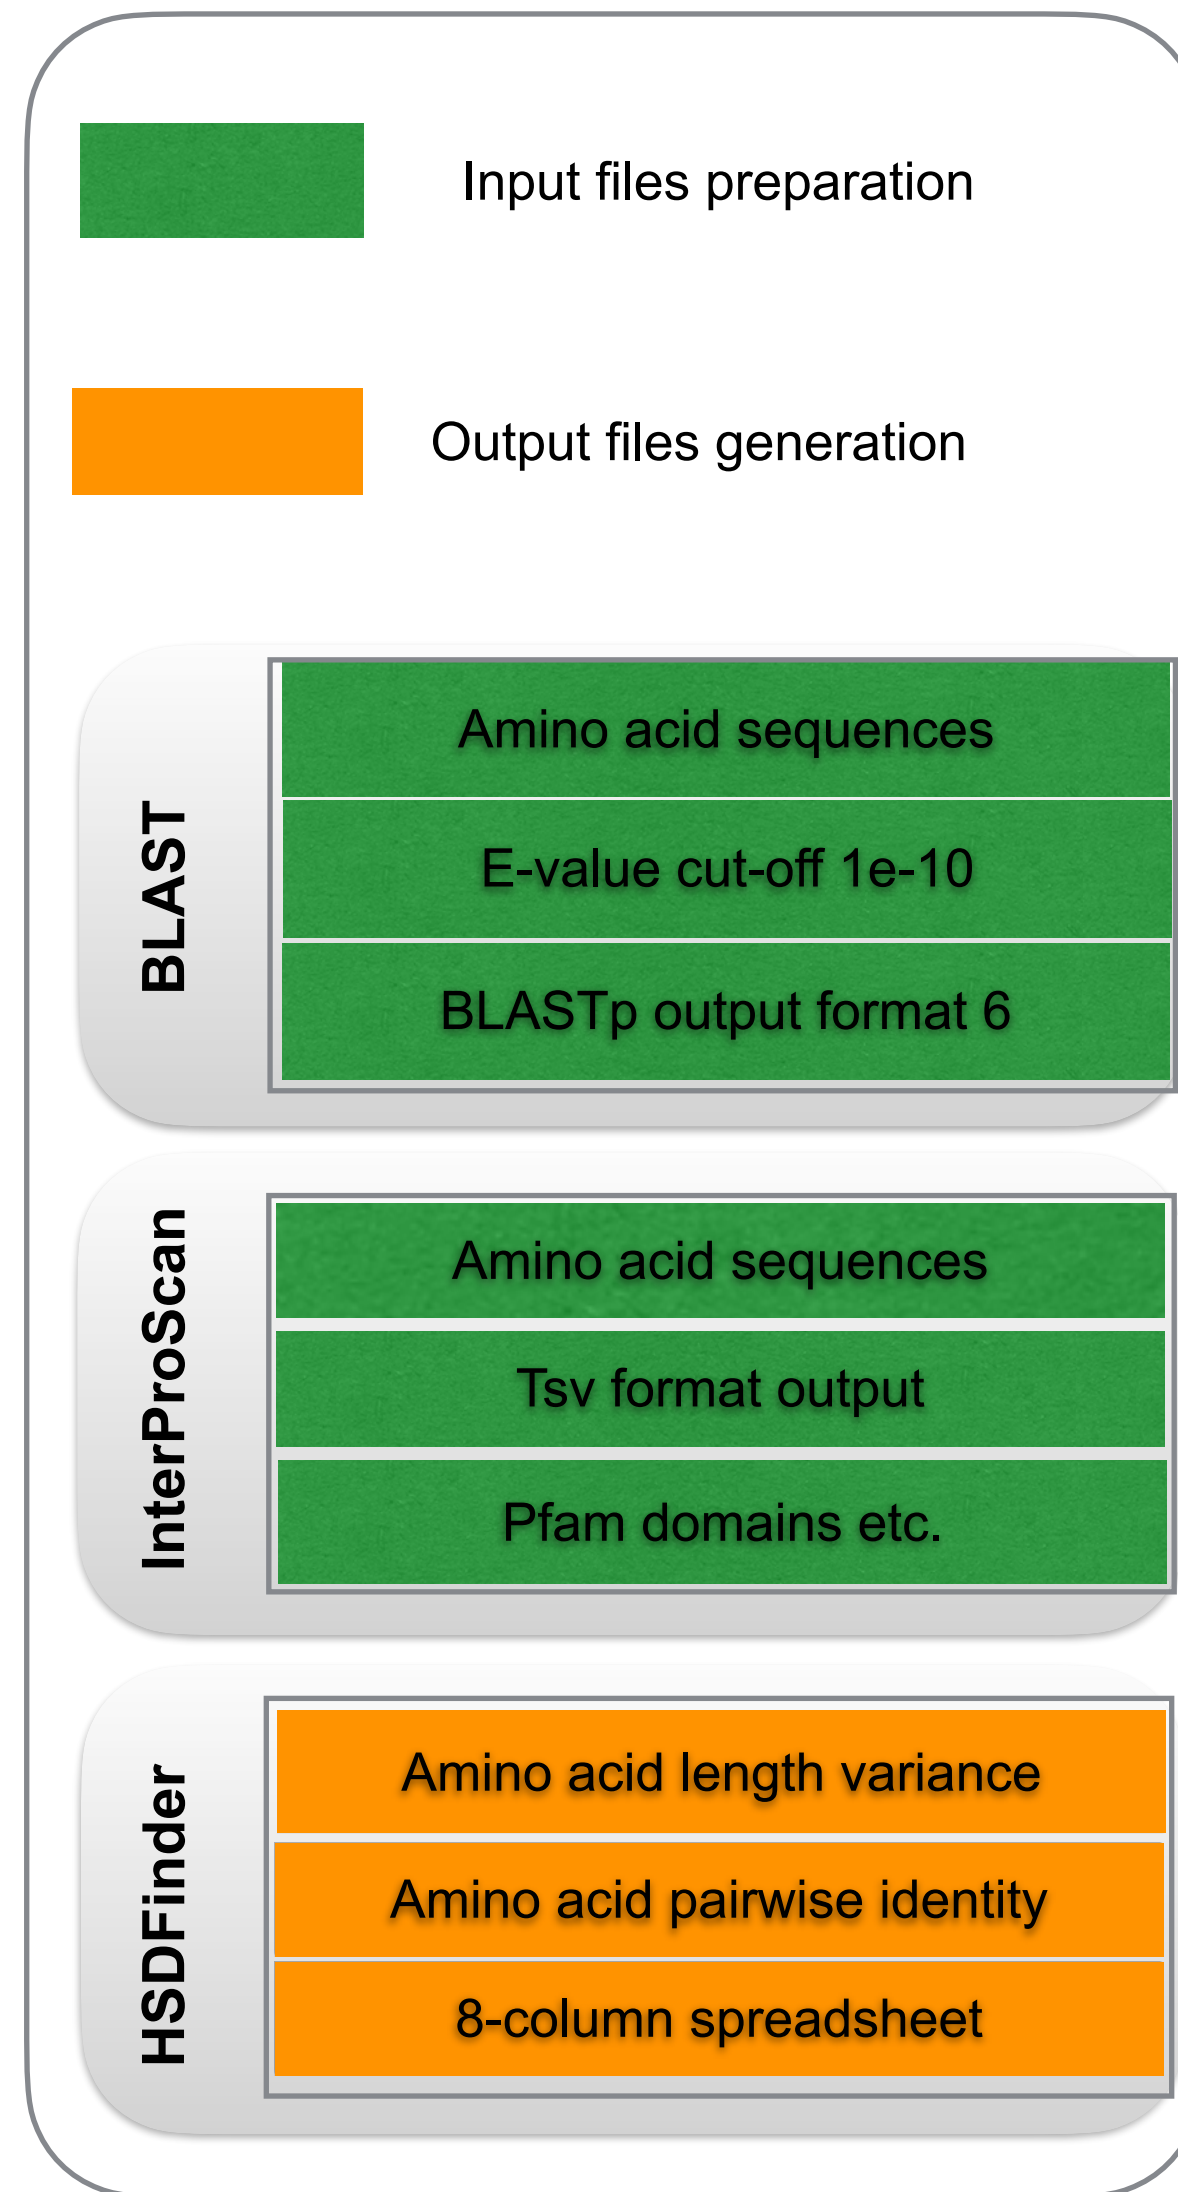 Input files preparation
Output files generation
BLAST
Amino acid sequences
E-value cut-off 1e-10
BLASTp output format 6
InterProScan
Amino acid sequences
Tsv format output
Pfam domains etc.
HSDFinder
Amino acid length variance
Amino acid pairwise identity
8-column spreadsheet